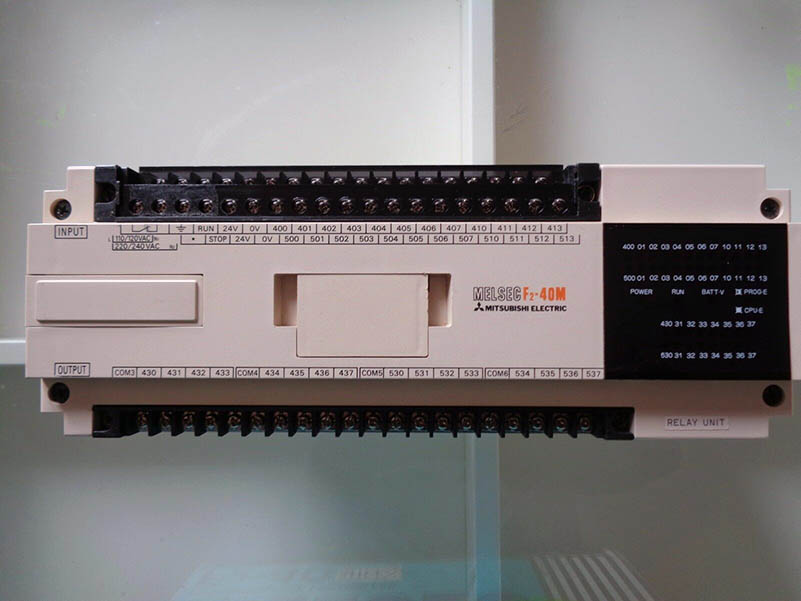 INPUT
RUN 24V 0V 400 401 402 403 404 405 406 407 410 411 412 413
L 110/120VAC N
• STOP 24V 0V 500 501 502 503 504 505 506 507 510 511 512 513
220/240VAC N
400 01 02 03 04 05 06 07 10 11 12 13
500 01 02 03 04 05 06 07 10 11 12 13
POWER RUN BATT-V PROG-E
CPU-E
430 31 32 33 34 35 36 37
530 31 32 33 34 35 36 37
MELSEC F2-40M
MITSUBISHI ELECTRIC
OUTPUT
COM3 430 431 432 433 COM4 434 435 436 437 COM5 530 531 532 533 COM6 534 535 536 537
RELAY UNIT